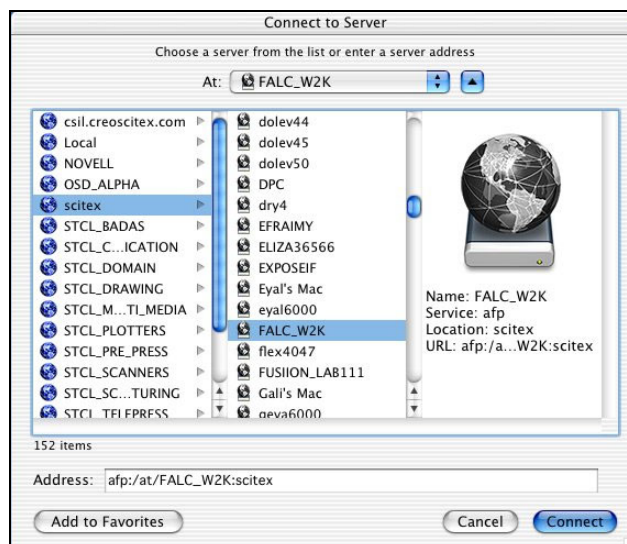 Connect to Server
Choose a server from the list or enter a server address
At: FALC_W2K
csil.creoscitex.com
Local
NOVELL
OSD_ALPHA
scitex
STCL_BADAS
STCL_C...ICATION
STCL_DOMAIN
STCL_DRAWING
STCL_M...TI_MEDIA
STCL_PLOTTERS
STCL_PRE_PRESS
STCL_SCANNERS
STCL_SC...TURING
STCL_TELEPRESS
dolev44
dolev45
dolev50
DPC
dry4
EFRAIMY
ELIZA36566
EXPOSEIF
Eyal's Mac
eyal6000
FALC_W2K
flex4047
FUSIION_LAB111
Gali's Mac
geva6000
Name: FALC_W2K
Service: afp
Location: scitex
URL: afp:/a...W2K:scitex
152 items
Address: afp:/at/FALC_W2K:scitex
Add to Favorites
Cancel
Connect